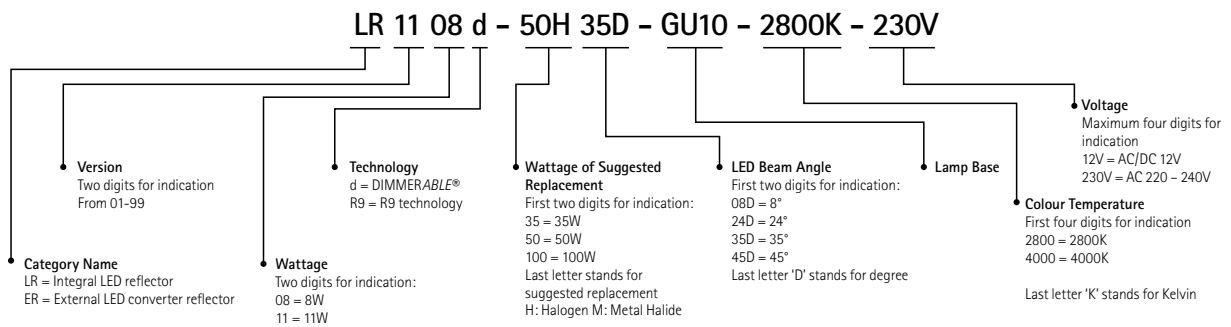 LR 11 08 d – 50H 35D – GU10 – 2800K – 230V
Version
Two digits for indication
From 01-99
Category Name
LR = Integral LED reflector
ER = External LED converter reflector
Wattage
Two digits for indication:
08 = 8W
11 = 11W
Technology
d = DIMMERABLE®
R9 = R9 technology
Wattage of Suggested
Replacement
First two digits for indication:
35 = 35W
50 = 50W
100 = 100W
Last letter stands for
suggested replacement
H: Halogen M: Metal Halide
LED Beam Angle
First two digits for indication:
08D = 8°
24D = 24°
35D = 35°
45D = 45°
Last letter 'D' stands for degree
Lamp Base
Colour Temperature
First four digits for indication
2800 = 2800K
4000 = 4000K
Last letter 'K' stands for Kelvin
Voltage
Maximum four digits for
indication
12V = AC/DC 12V
230V = AC 220 – 240V